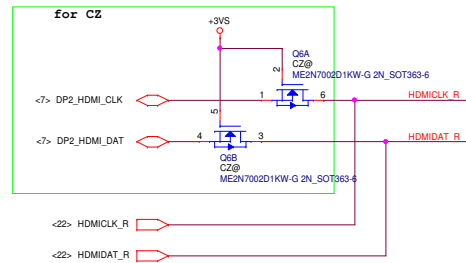 for CZ
+3VS
Q6A
CZ@
ME2N7002D1KW-G 2N_SOT363-6
2
<7> DP2_HDMI_CLK
1
6
HDMICLK_R
5
<7> DP2_HDMI_DAT
4
3
HDMIDAT_R
Q6B
CZ@
ME2N7002D1KW-G 2N_SOT363-6
<22> HDMICLK_R
<22> HDMIDAT_R